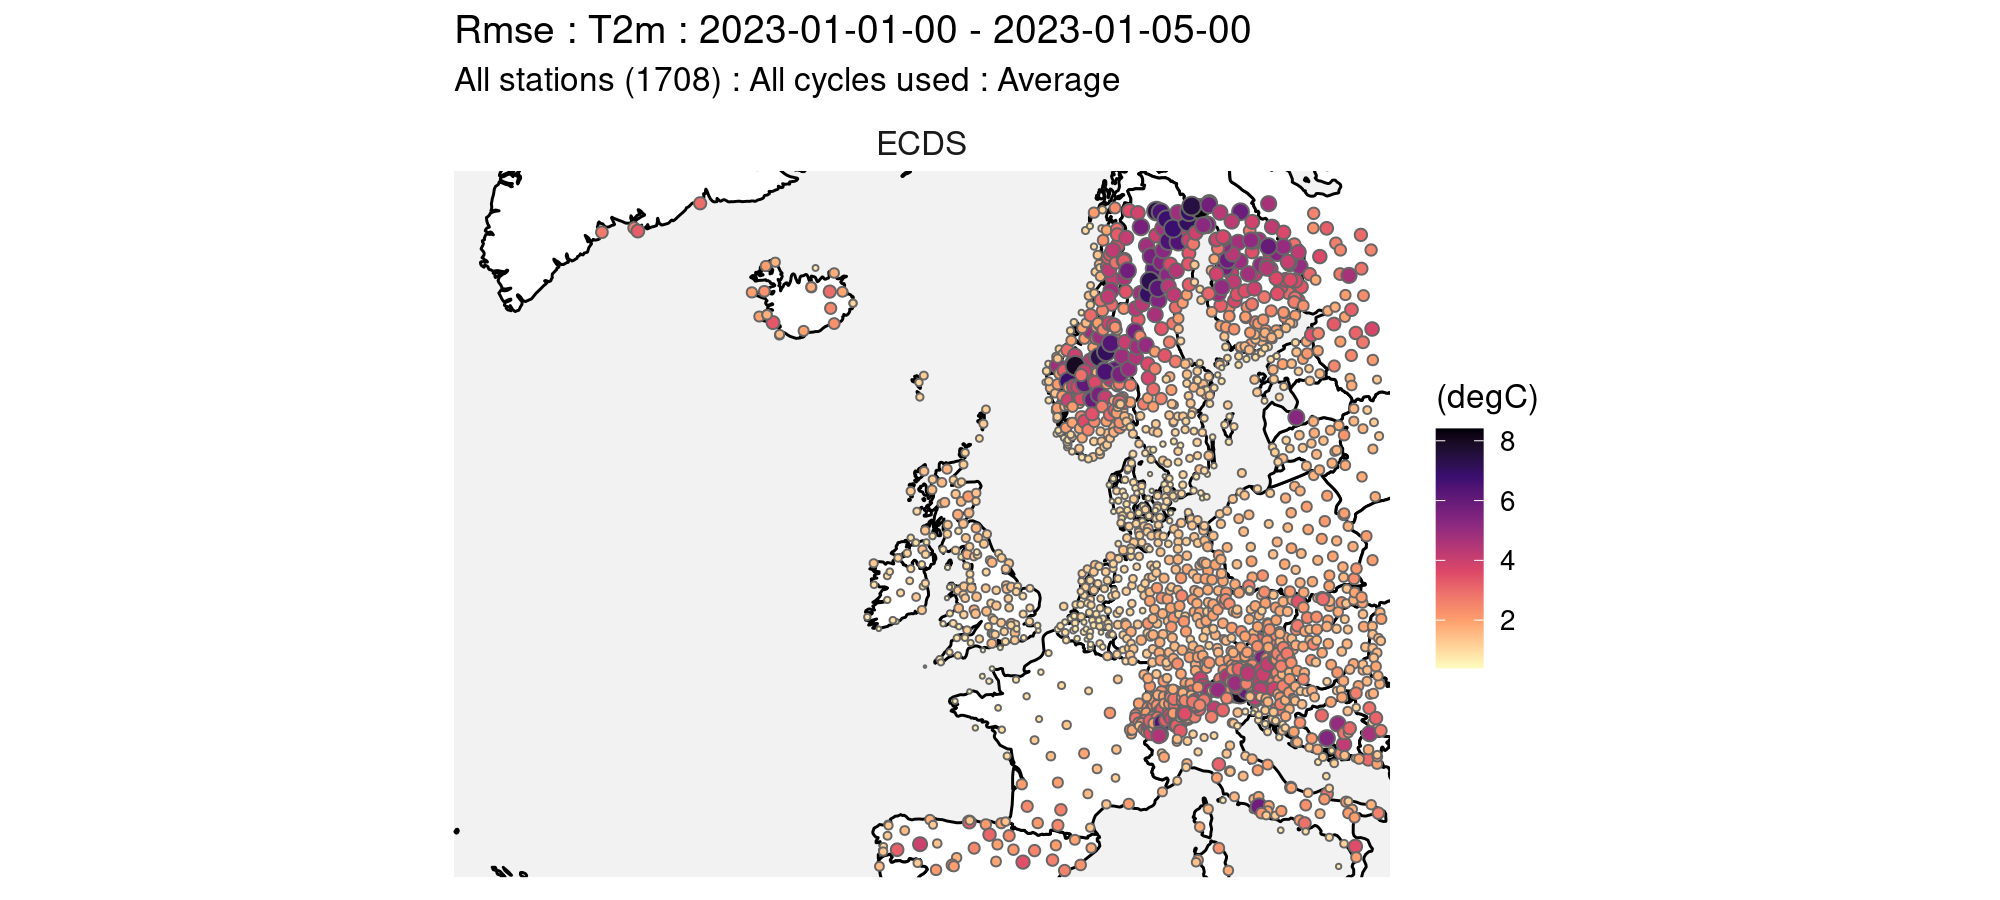 Rmse : T2m : 2023-01-01-00 - 2023-01-05-00
All stations (1708) : All cycles used : Average
ECDS
(degC)
8
6
4
2